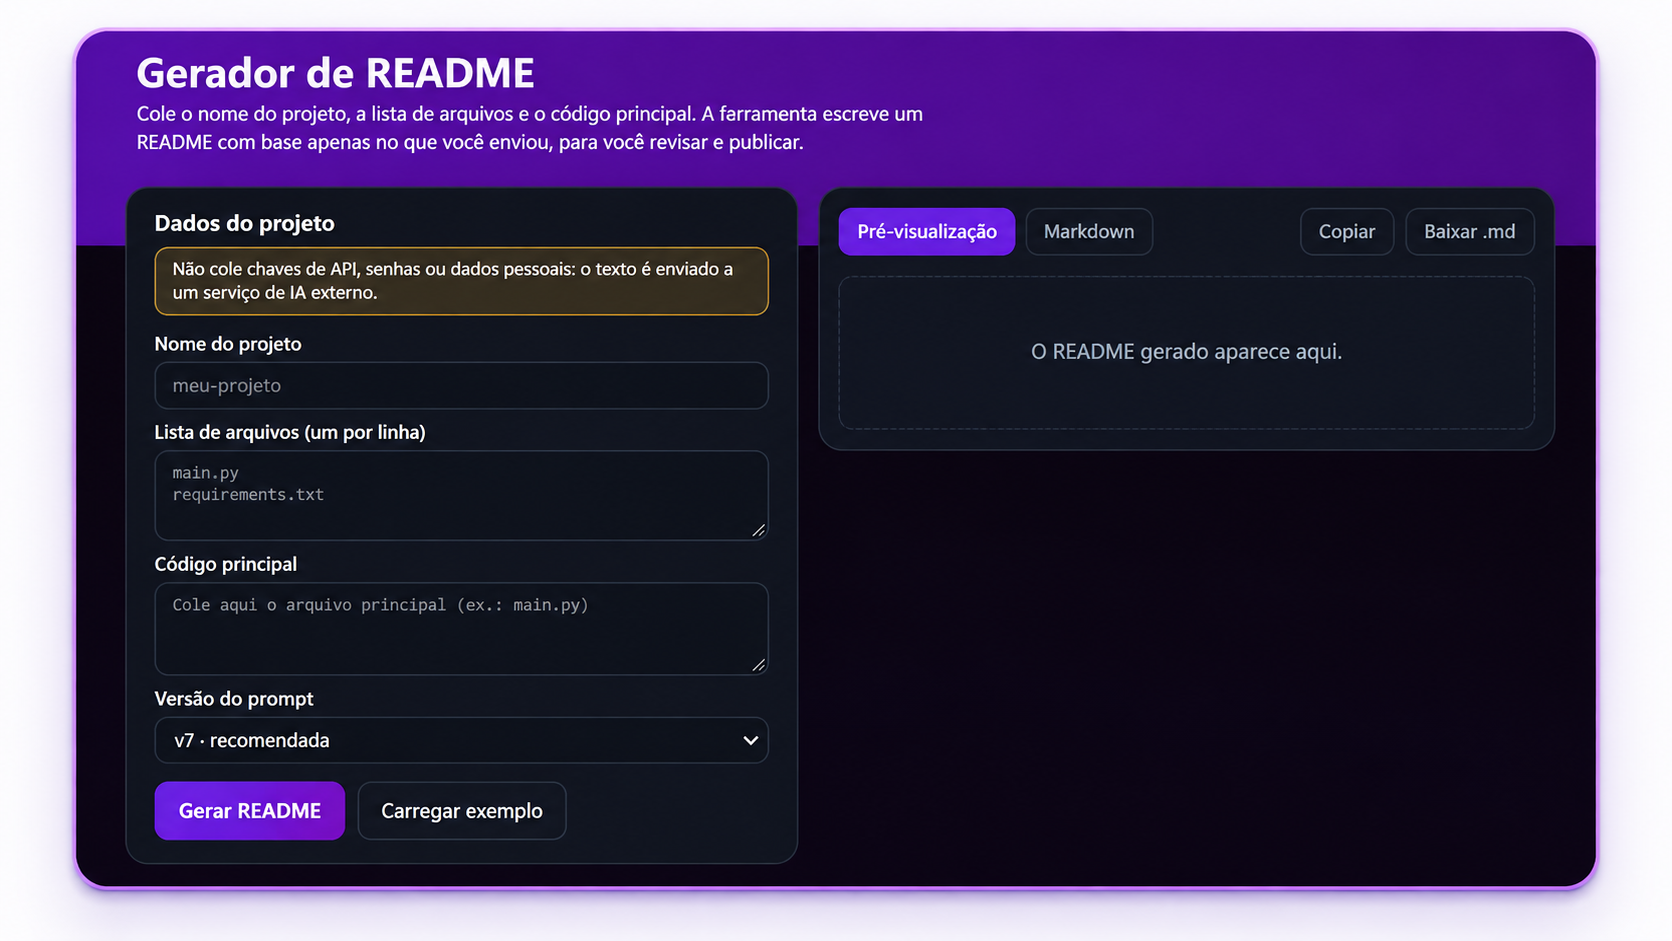 Gerador de README
Cole o nome do projeto, a lista de arquivos e o código principal. A farramenta escreve um
README com base apenas no que você enviou, para você revisar e publicar.
Dados do projeto
Não cole chaves de API, senhas ou dados pessoais: o texto é enviado a
um serviço de IA externo.
Nome do projeto
meu-projeto
Lista de arquivos (um por linha)
main.py
requirements.txt
Código principal
Cole aqui o arquivo principal (ex.: main.py)
Versão do prompt
v7 · recomendada
Gerar README
Carregar exemplo
Pré-visualização
Markdown
Copiar
Baixar .md
O README gerado aparece aqui.